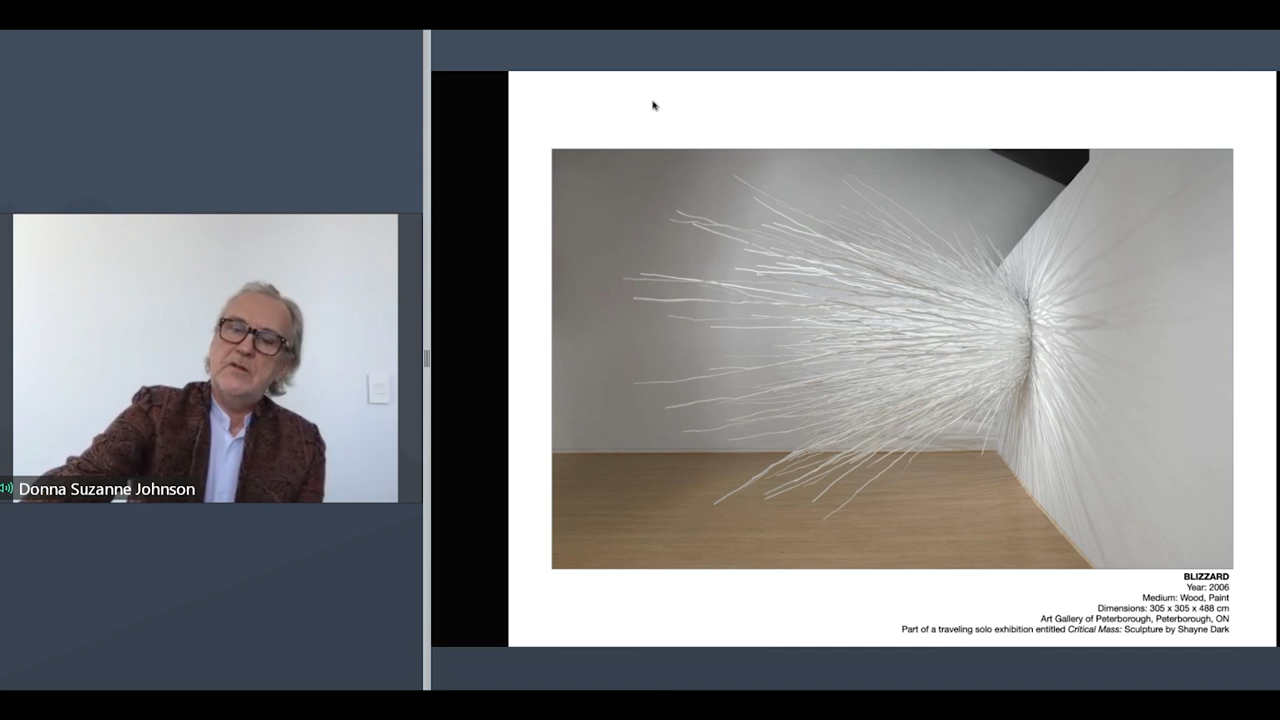 Donna Suzanne Johnson
BLIZZARD
Year: 2006
Medium: Wood, Paint
Dimensions: 305 x 305 x 488 cm
Art Gallery of Peterborough, Peterborough, ON
Part of a traveling solo exhibition entitled Critical Mass: Sculpture by Shayne Dark